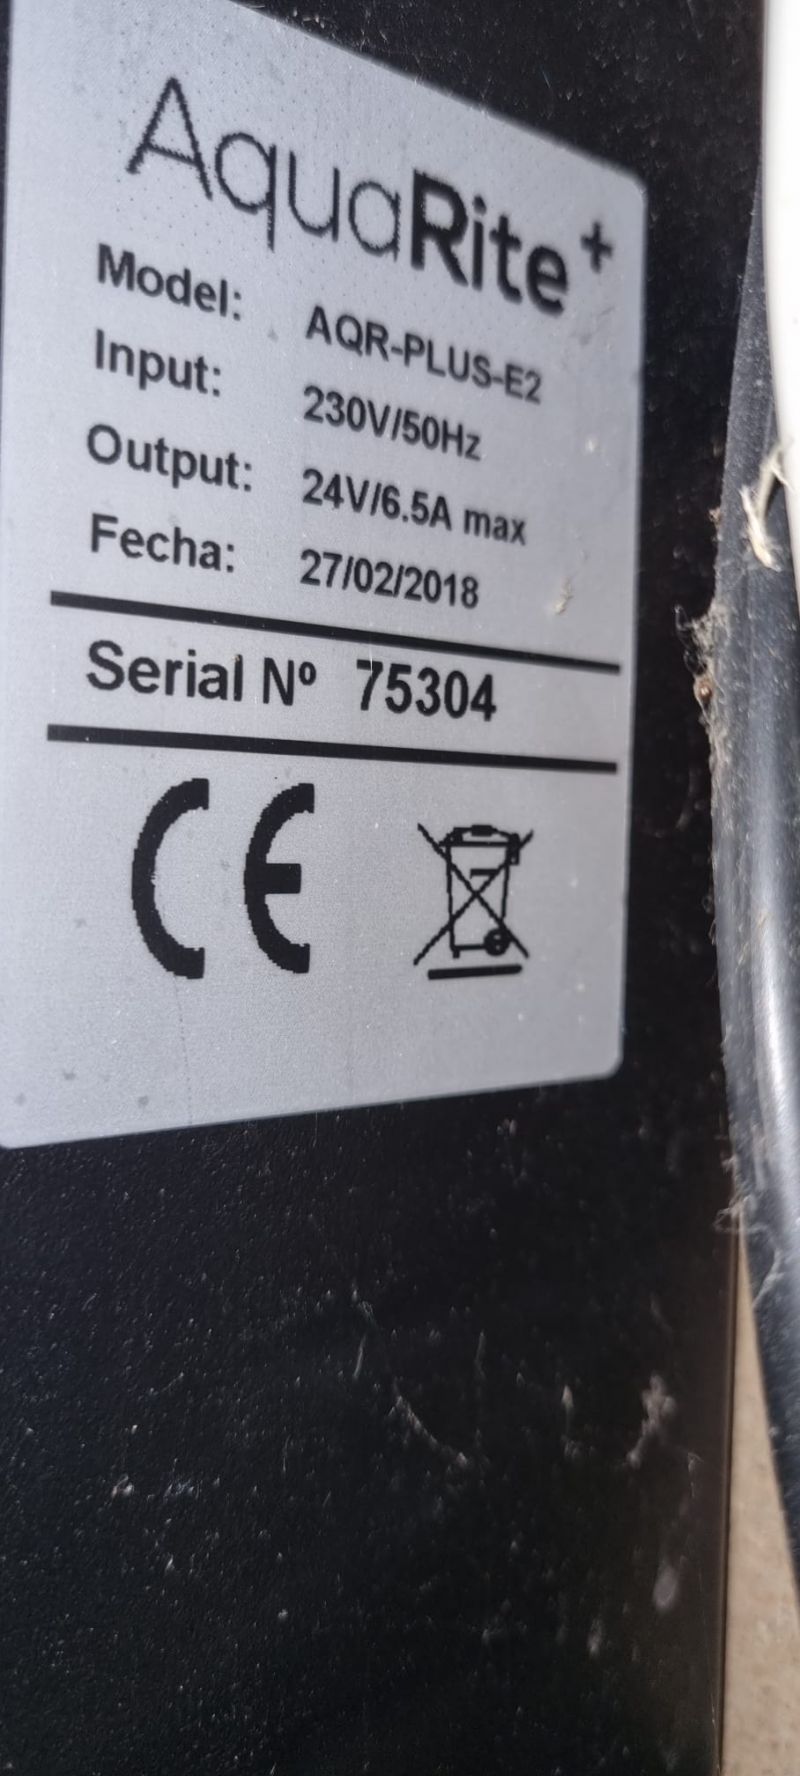 AquaRite+
Model: AQR-PLUS-E2
Input: 230V/50Hz
Output: 24V/6.5A max
Fecha: 27/02/2018
Serial Nº 75304
CE